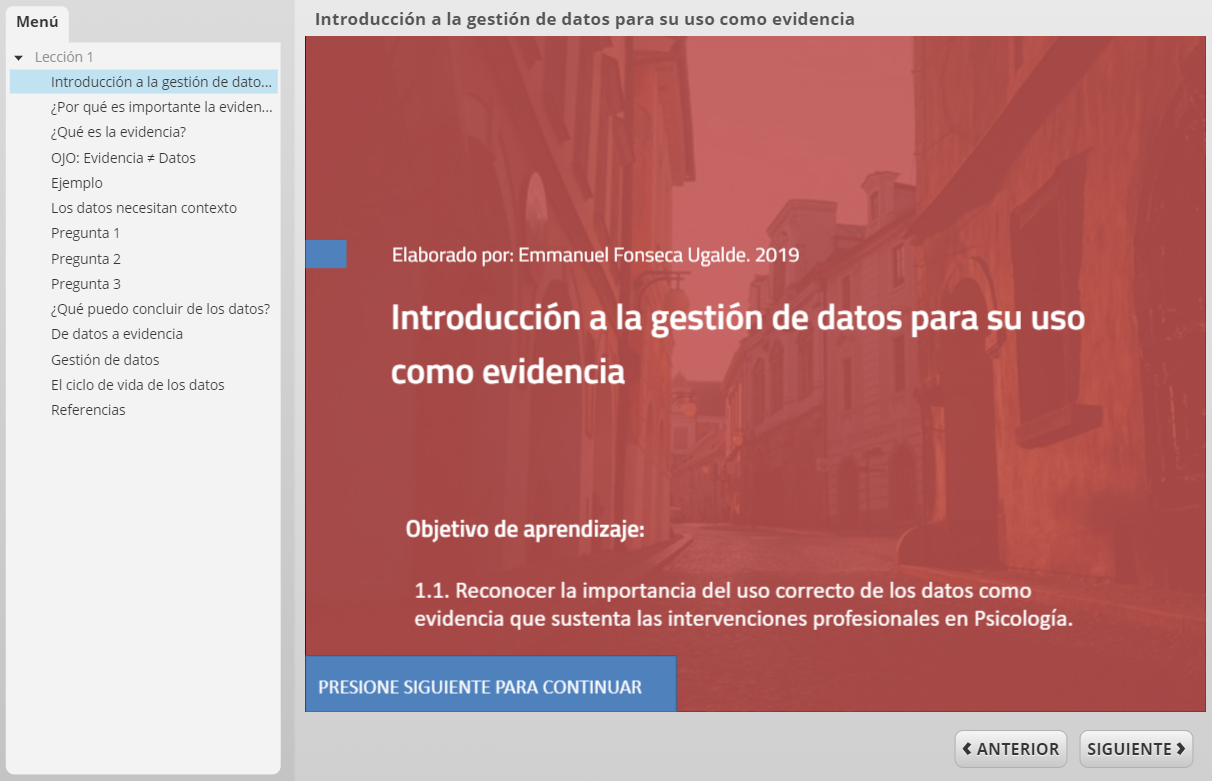 Menú
Lección 1
Introducción a la gestión de dato...
¿Por qué es importante la eviden...
¿Qué es la evidencia?
OJO: Evidencia ≠ Datos
Ejemplo
Los datos necesitan contexto
Pregunta 1
Pregunta 2
Pregunta 3
¿Qué puedo concluir de los datos?
De datos a evidencia
Gestión de datos
El ciclo de vida de los datos
Referencias
Introducción a la gestión de datos para su uso como evidencia
Elaborado por: Emmanuel Fonseca Ugalde. 2019
Introducción a la gestión de datos para su uso
como evidencia
Objetivo de aprendizaje:
1.1. Reconocer la importancia del uso correcto de los datos como
evidencia que sustenta las intervenciones profesionales en Psicología.
PRESIONE SIGUIENTE PARA CONTINUAR
ANTERIOR
SIGUIENTE